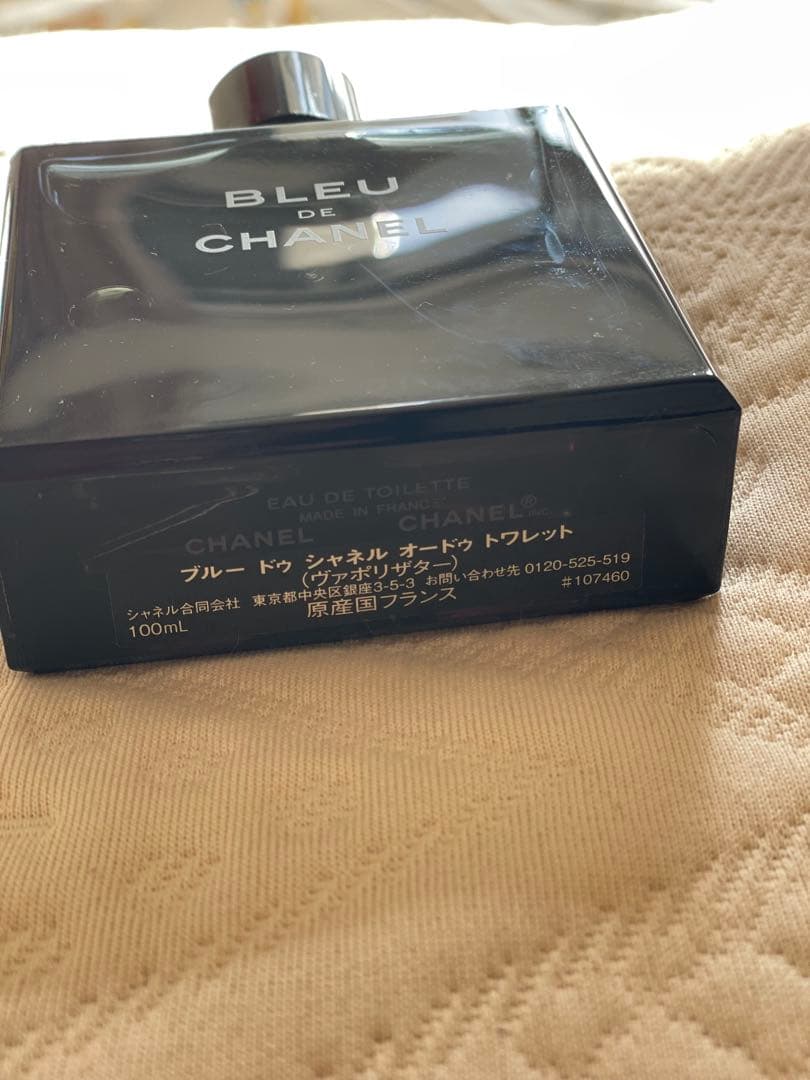 BLEU
DE
CHANEL
EAU DE TOILETTE
MADE IN FRANCE
CHANEL CHANEL® INC.
ブルー ドゥ シャネル オードゥ トワレット
(ヴァポリザター)
シャネル合同会社 東京都中央区銀座3-5-3 お問い合わせ先 0120-525-519
100mL 原産国フランス #107460